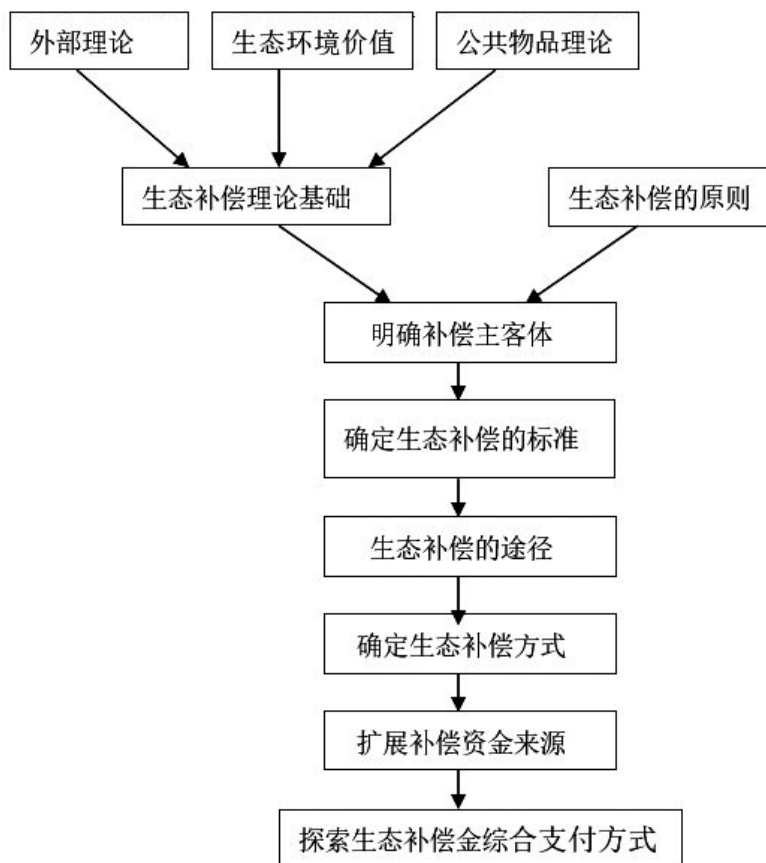 外部理论
生态环境价值
公共物品理论
生态补偿理论基础
生态补偿的原则
明确补偿主客体
确定生态补偿的标准
生态补偿的途径
确定生态补偿方式
扩展补偿资金来源
探索生态补偿金综合支付方式